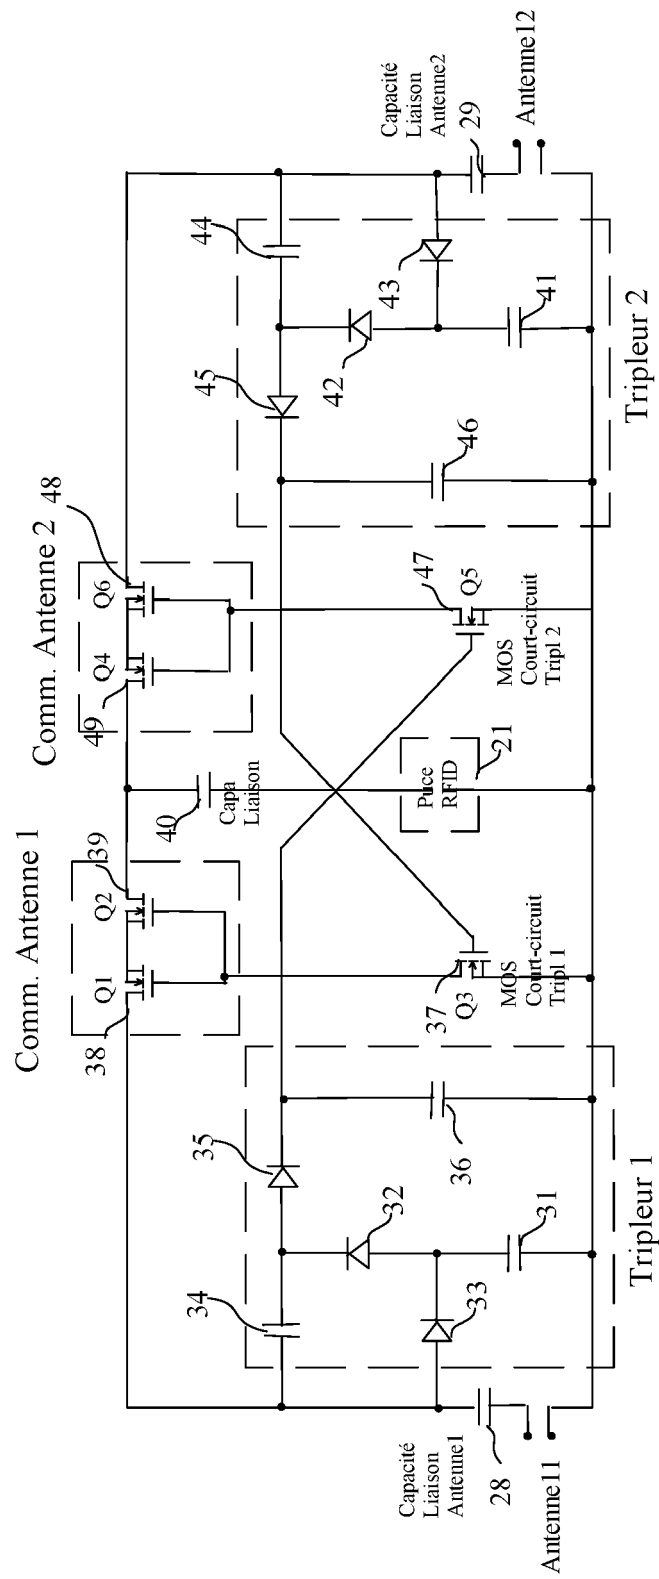 Comm. Antenne 1
Comm. Antenne 2
38
Q1
Q2
39
49
Q4
Q6
48
40
Capa
Liaison
34
35
45
44
32
33
31
36
37
Q3
MOS
Court-circuit
Tripl 1
Puce
RFID
21
47
Q5
MOS
Court-circuit
Tripl 2
46
42
43
41
Capacité
Liaison
Antenne1
28
Antenne11
Capacité
Liaison
Antenne2
29
Antenne12
Tripleur 1
Tripleur 2